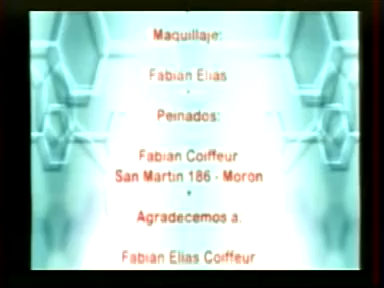 Maquillaje:
Fabian Elias
Peinados:
Fabian Coiffeur
San Martin 186 - Moron
Agradecemos a:
Fabian Elias Coiffeur